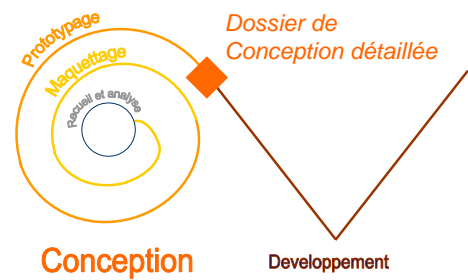 Dossier de
Conception détaillée
Prototypage
Maquettage
Recueil et analyse
Conception
Developpement